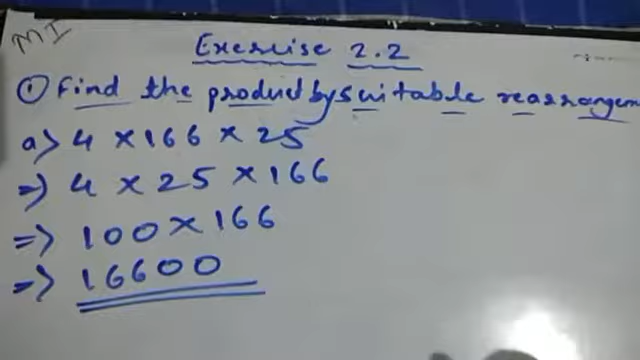 MI
Exercise 2.2
① Find the product by suitable rearrangem
a> 4 × 166 × 25
=> 4 × 25 × 166
=> 100 × 166
=> 16600